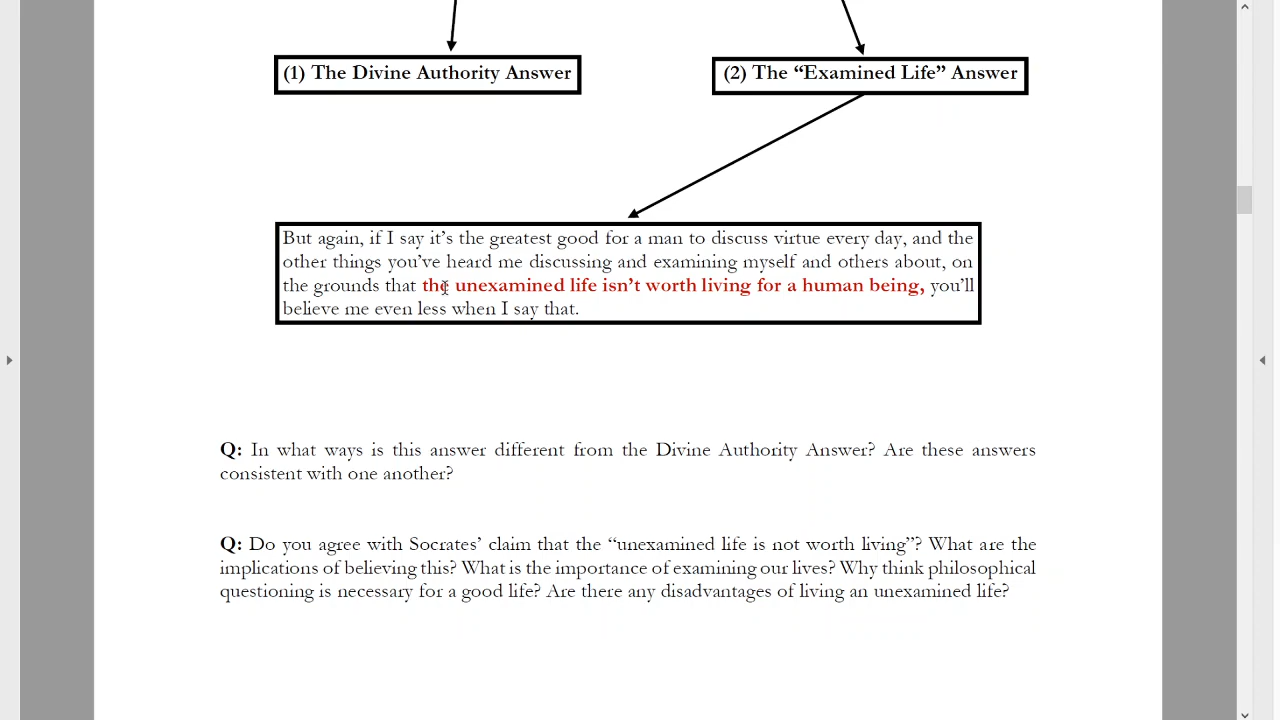 (1) The Divine Authority Answer
(2) The “Examined Life” Answer
But again, if I say it’s the greatest good for a man to discuss virtue every day, and the
other things you’ve heard me discussing and examining myself and others about, on
the grounds that the unexamined life isn’t worth living for a human being, you’ll
believe me even less when I say that.
Q: In what ways is this answer different from the Divine Authority Answer? Are these answers
consistent with one another?
Q: Do you agree with Socrates’ claim that the “unexamined life is not worth living”? What are the
implications of believing this? What is the importance of examining our lives? Why think philosophical
questioning is necessary for a good life? Are there any disadvantages of living an unexamined life?